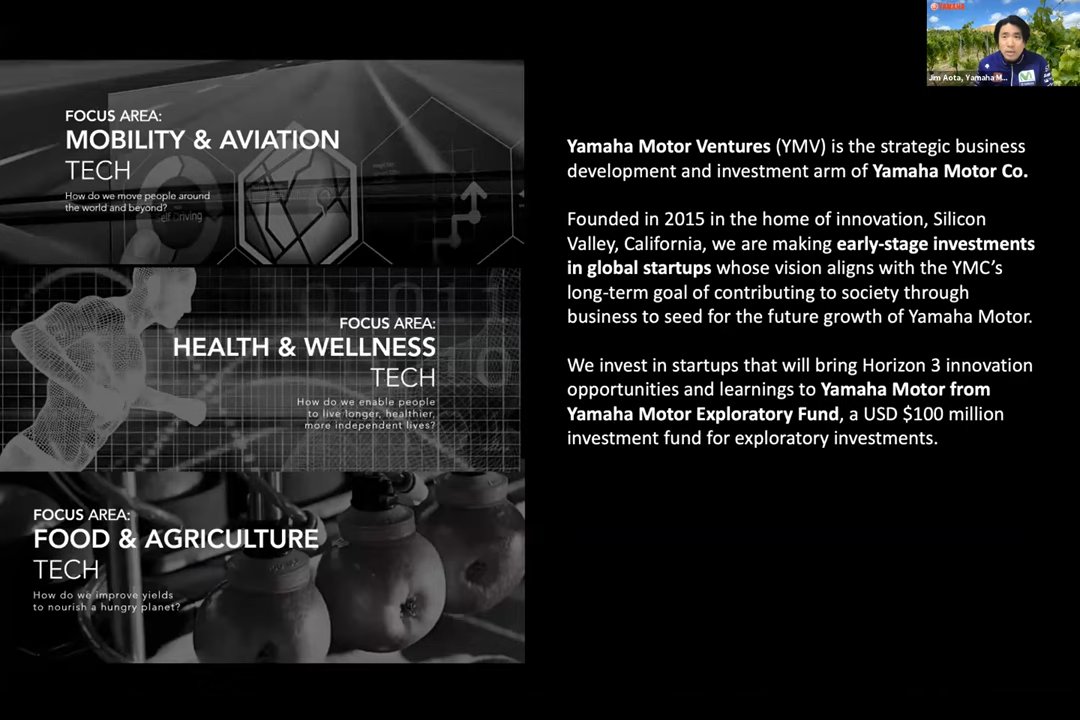 YAMAHA
Jim Aota, Yamaha M...
FOCUS AREA:
MOBILITY & AVIATION
TECH
How do we move people around
the world and beyond?
Self Driving
FOCUS AREA:
HEALTH & WELLNESS
TECH
How do we enable people
to live longer, healthier,
more independent lives?
FOCUS AREA:
FOOD & AGRICULTURE
TECH
How do we improve yields
to nourish a hungry planet?
Yamaha Motor Ventures (YMV) is the strategic business
development and investment arm of Yamaha Motor Co.
Founded in 2015 in the home of innovation, Silicon
Valley, California, we are making early-stage investments
in global startups whose vision aligns with the YMC's
long-term goal of contributing to society through
business to seed for the future growth of Yamaha Motor.
We invest in startups that will bring Horizon 3 innovation
opportunities and learnings to Yamaha Motor from
Yamaha Motor Exploratory Fund, a USD $100 million
investment fund for exploratory investments.